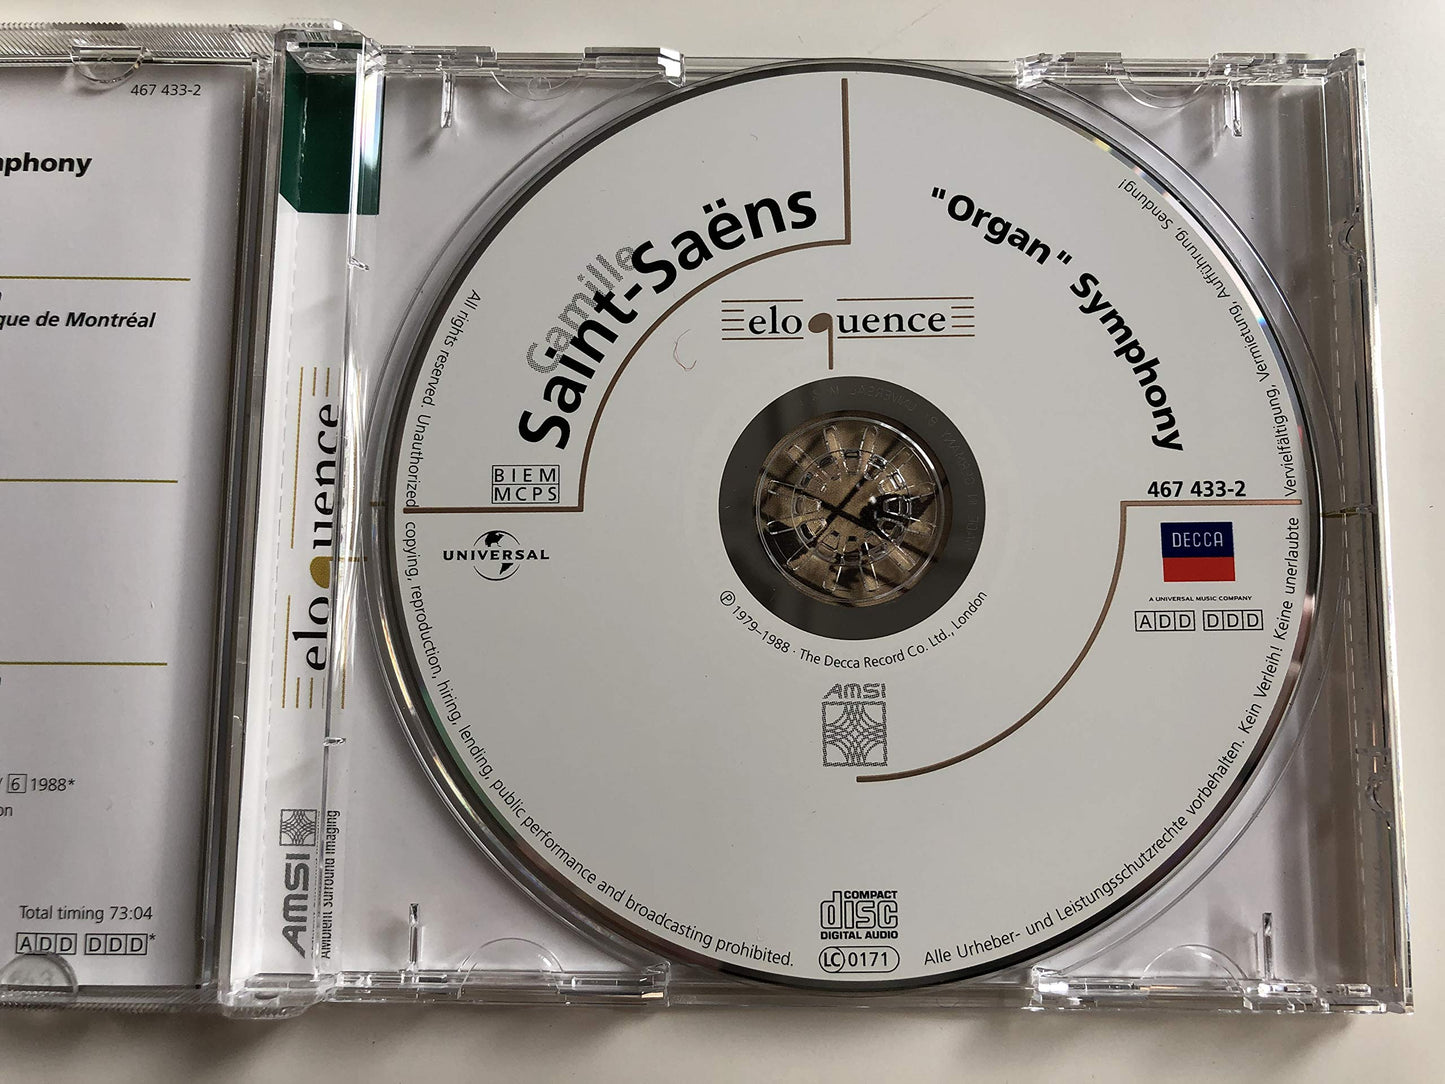 467 433-2
mphony
que de Montréal
6 1988*
on
Total timing 73:04
ADD DDD*
eloquence
AMSI
Ambient Surround Imaging
Camille
Saint-Saëns
"Organ" Symphony
eloquence
BIEM
MCPS
UNIVERSAL
467 433-2
DECCA
A UNIVERSAL MUSIC COMPANY
ADD DDD
℗ 1979–1988 · The Decca Record Co. Ltd., London
AMSI
COMPACT
disc
DIGITAL AUDIO
LC 0171
All rights reserved. Unauthorized copying, reproduction, hiring, lending, public performance and broadcasting prohibited.
Alle Urheber- und Leistungsschutzrechte vorbehalten. Kein Verleih! Keine unerlaubte Vervielfältigung, Vermietung, Aufführung, Sendung!